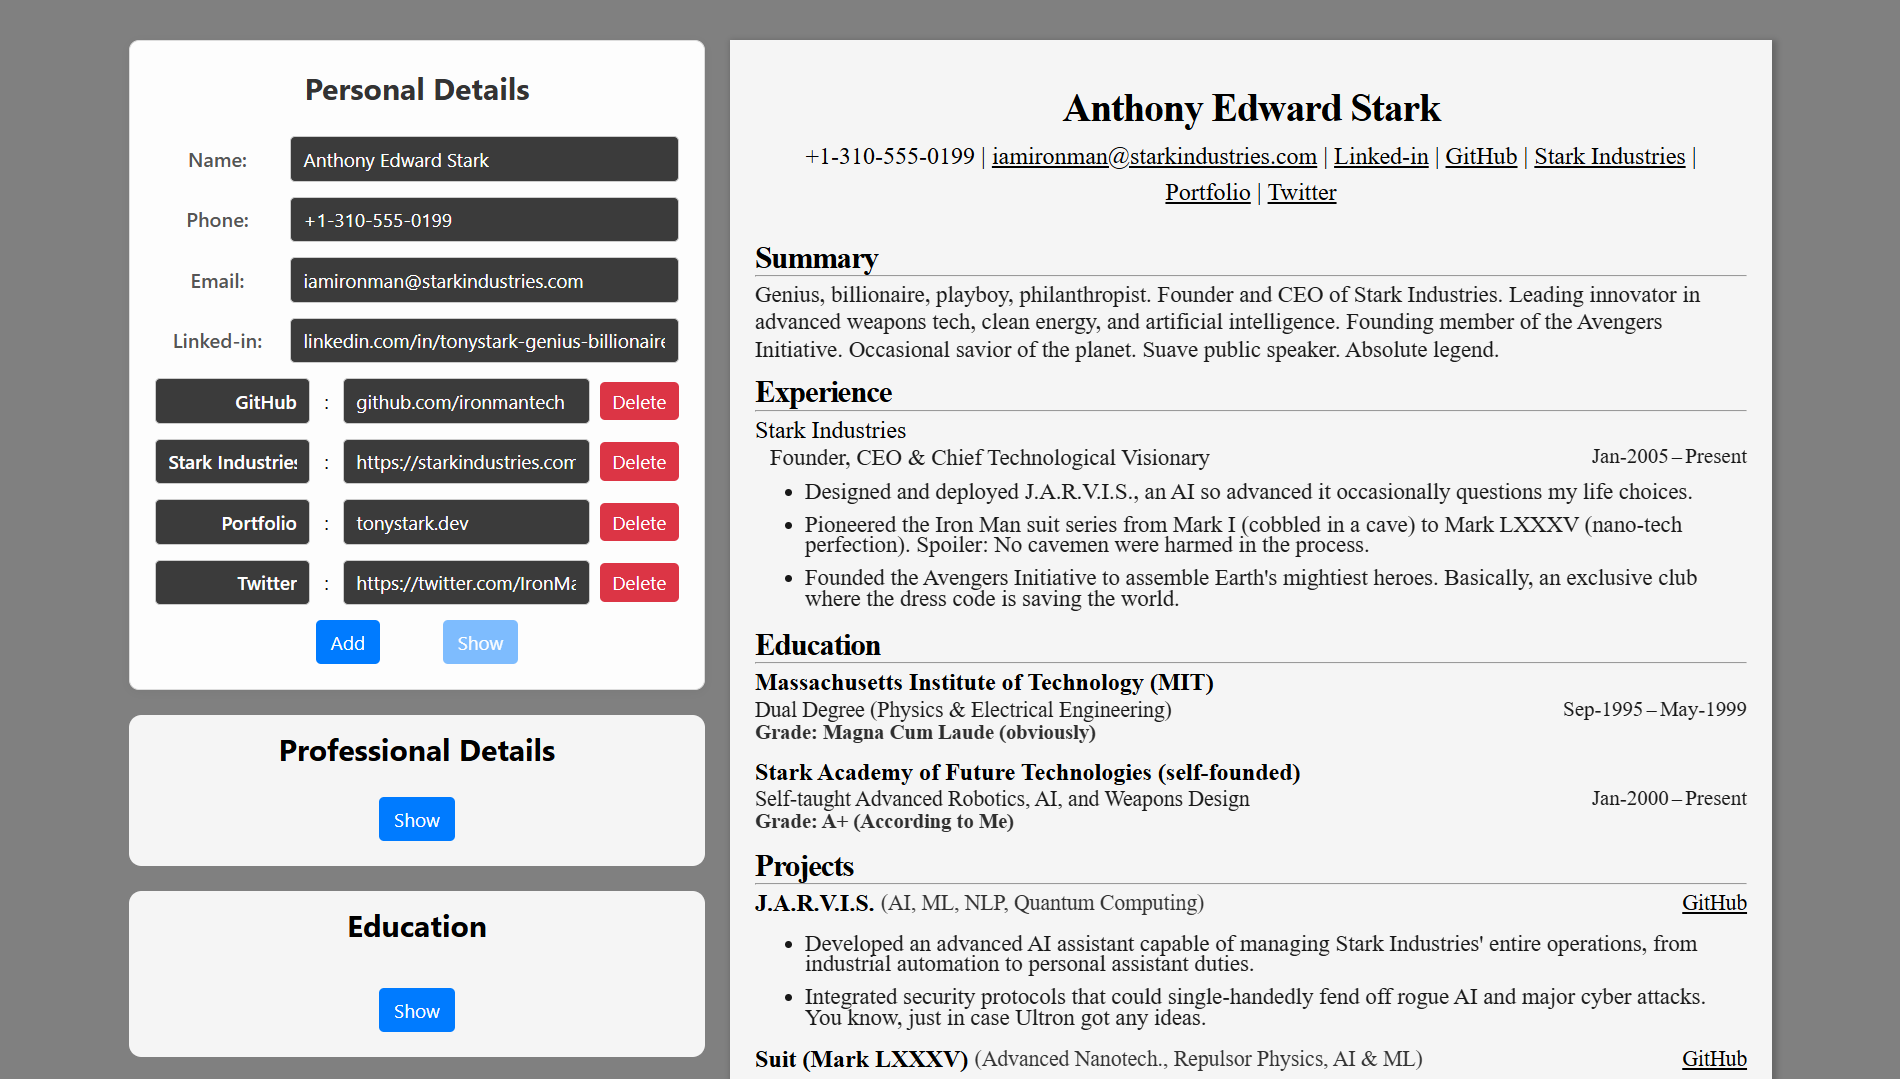 Personal Details
Name:
Anthony Edward Stark
Phone:
+1-310-555-0199
Email:
iamironman@starkindustries.com
Linked-in:
linkedin.com/in/tonystark-genius-billionaire
GitHub : github.com/ironmantech Delete
Stark Industries : https://starkindustries.com Delete
Portfolio : tonystark.dev Delete
Twitter : https://twitter.com/IronMa Delete
Add Show
Professional Details
Show
Education
Show
Anthony Edward Stark
+1-310-555-0199 | iamironman@starkindustries.com | Linked-in | GitHub | Stark Industries |
Portfolio | Twitter
Summary
Genius, billionaire, playboy, philanthropist. Founder and CEO of Stark Industries. Leading innovator in
advanced weapons tech, clean energy, and artificial intelligence. Founding member of the Avengers
Initiative. Occasional savior of the planet. Suave public speaker. Absolute legend.
Experience
Stark Industries
Founder, CEO & Chief Technological Visionary Jan-2005 – Present
• Designed and deployed J.A.R.V.I.S., an AI so advanced it occasionally questions my life choices.
• Pioneered the Iron Man suit series from Mark I (cobbled in a cave) to Mark LXXXV (nano-tech
perfection). Spoiler: No cavemen were harmed in the process.
• Founded the Avengers Initiative to assemble Earth's mightiest heroes. Basically, an exclusive club
where the dress code is saving the world.
Education
Massachusetts Institute of Technology (MIT)
Dual Degree (Physics & Electrical Engineering) Sep-1995 – May-1999
Grade: Magna Cum Laude (obviously)
Stark Academy of Future Technologies (self-founded)
Self-taught Advanced Robotics, AI, and Weapons Design Jan-2000 – Present
Grade: A+ (According to Me)
Projects
J.A.R.V.I.S. (AI, ML, NLP, Quantum Computing) GitHub
• Developed an advanced AI assistant capable of managing Stark Industries' entire operations, from
industrial automation to personal assistant duties.
• Integrated security protocols that could single-handedly fend off rogue AI and major cyber attacks.
You know, just in case Ultron got any ideas.
Suit (Mark LXXXV) (Advanced Nanotech., Repulsor Physics, AI & ML) GitHub